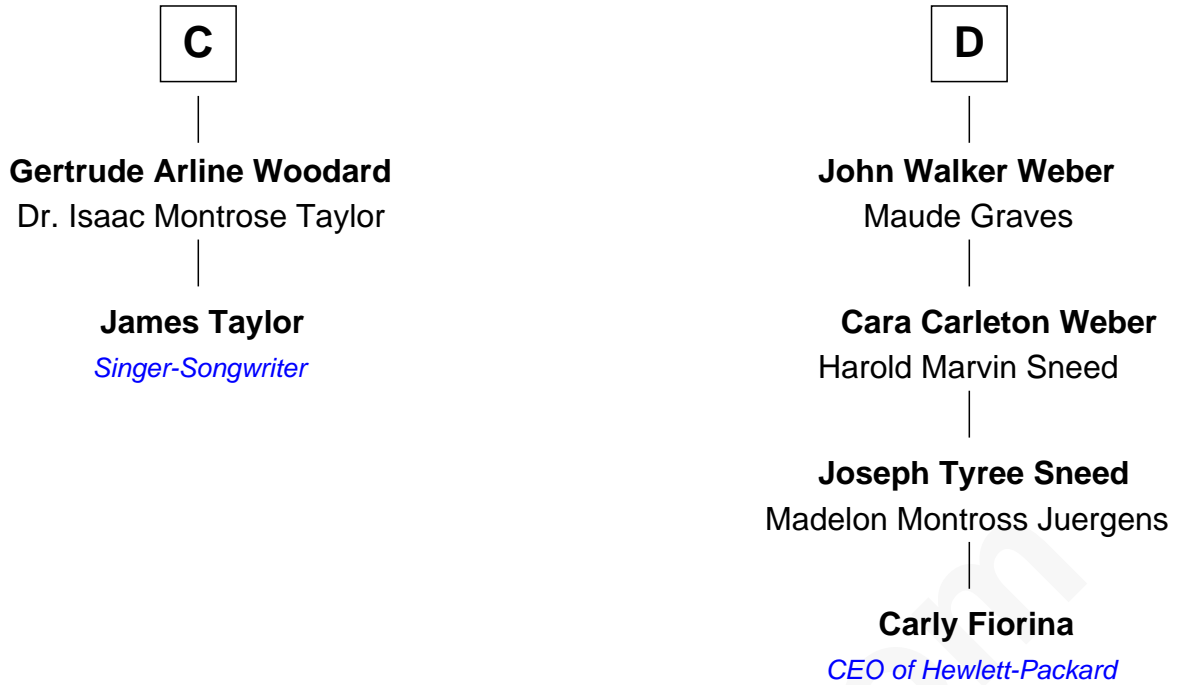 C
Gertrude Arline Woodard
Dr. Isaac Montrose Taylor
James Taylor
Singer-Songwriter
D
John Walker Weber
Maude Graves
Cara Carleton Weber
Harold Marvin Sneed
Joseph Tyree Sneed
Madelon Montross Juergens
Carly Fiorina
CEO of Hewlett-Packard